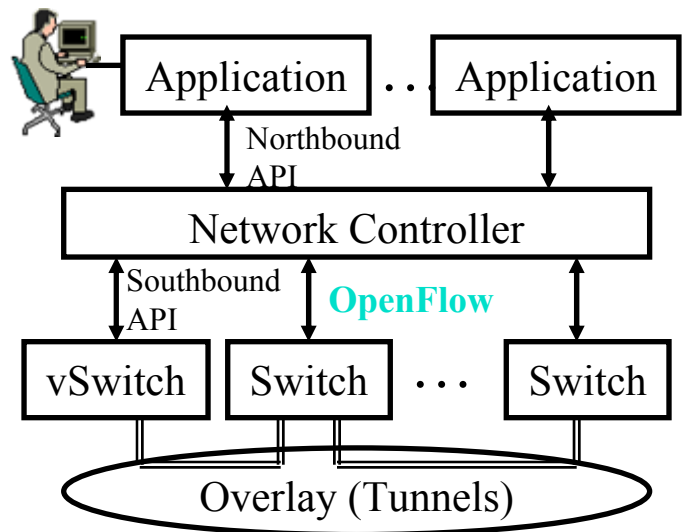 Application ... Application
Northbound
API
Network Controller
Southbound
API
OpenFlow
vSwitch Switch ... Switch
Overlay (Tunnels)